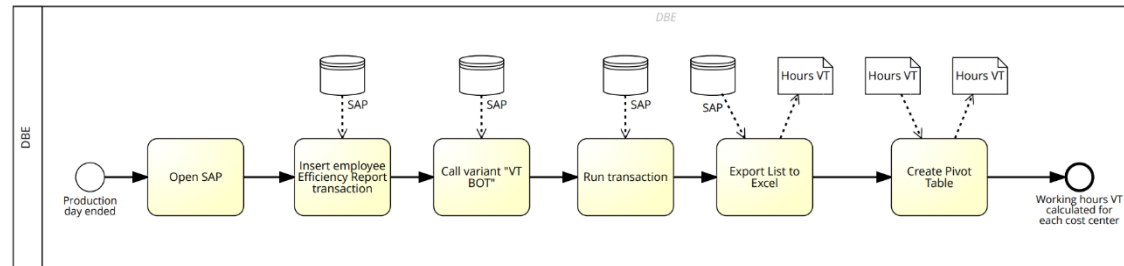 DBE
DBE
SAP
SAP
SAP
SAP
Hours VT
Hours VT
Hours VT
Production
day ended
Open SAP
Insert employee
Efficiency Report
transaction
Call variant "VT
BOT"
Run transaction
Export List to
Excel
Create Pivot
Table
Working hours VT
calculated for
each cost center